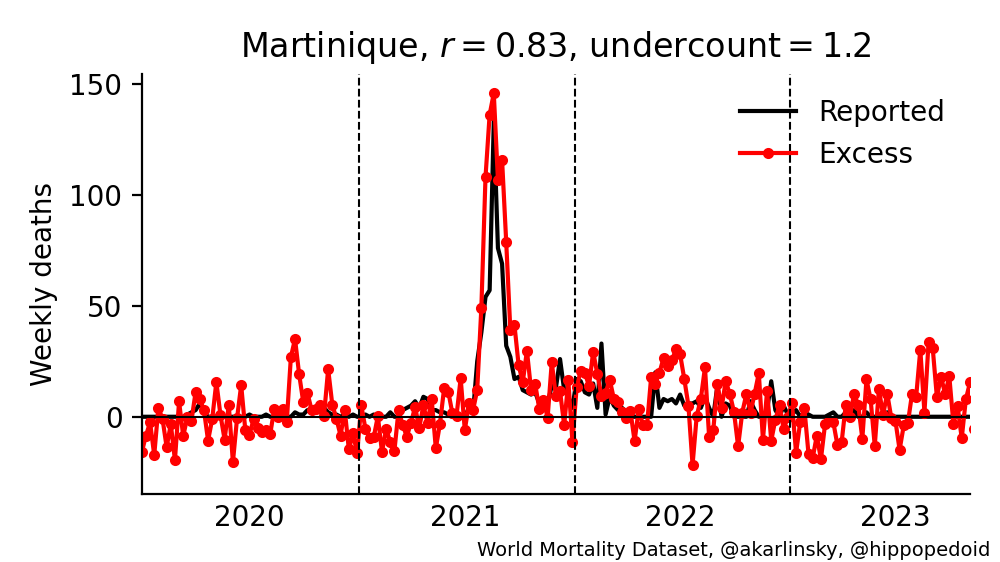 Martinique, r = 0.83, undercount = 1.2
150
100
50
0
Weekly deaths
Reported
Excess
2020 2021 2022 2023
World Mortality Dataset, @akarlinsky, @hippopedoid